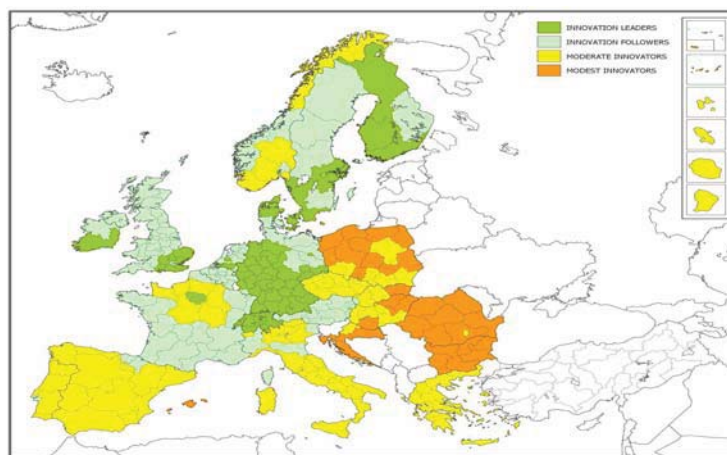 INNOVATION LEADERS
INNOVATION FOLLOWERS
MODERATE INNOVATORS
MODEST INNOVATORS